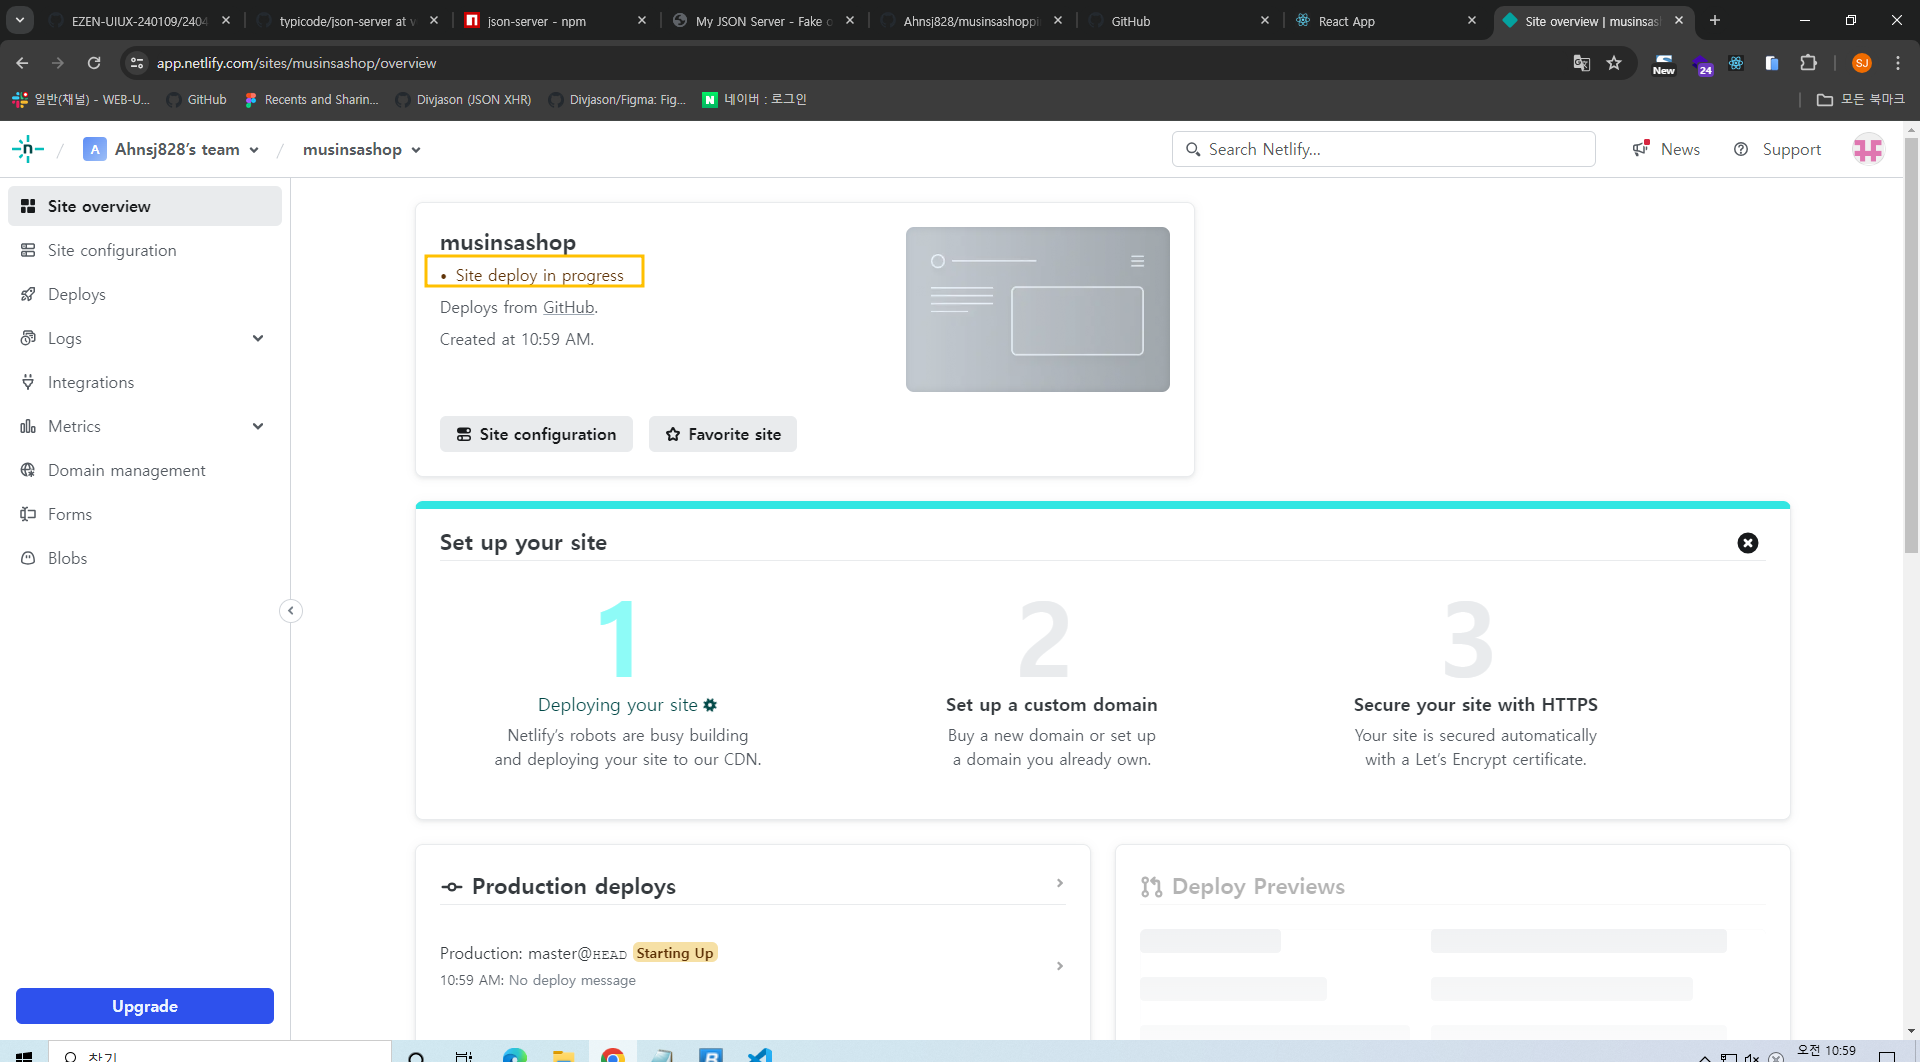 EZEN-UIUX-240109/2404
typicode/json-server at v
json-server - npm
My JSON Server - Fake o
Ahnsj828/musinsashoppi
GitHub
React App
Site overview | musinsas
app.netlify.com/sites/musinsashop/overview
New
24
SJ
일반(채널) - WEB-U...
GitHub
Recents and Sharin...
Divjason (JSON XHR)
Divjason/Figma: Fig...
네이버 : 로그인
모든 북마크
A
Ahnsj828's team
musinsashop
Search Netlify...
News
Support
Site overview
Site configuration
Deploys
Logs
Integrations
Metrics
Domain management
Forms
Blobs
Upgrade
musinsashop
• Site deploy in progress
Deploys from GitHub.
Created at 10:59 AM.
Site configuration
Favorite site
Set up your site
1
Deploying your site
Netlify's robots are busy building
and deploying your site to our CDN.
2
Set up a custom domain
Buy a new domain or set up
a domain you already own.
3
Secure your site with HTTPS
Your site is secured automatically
with a Let's Encrypt certificate.
Production deploys
Production: master@HEAD Starting Up
10:59 AM: No deploy message
Deploy Previews
찾기
오전 10:59